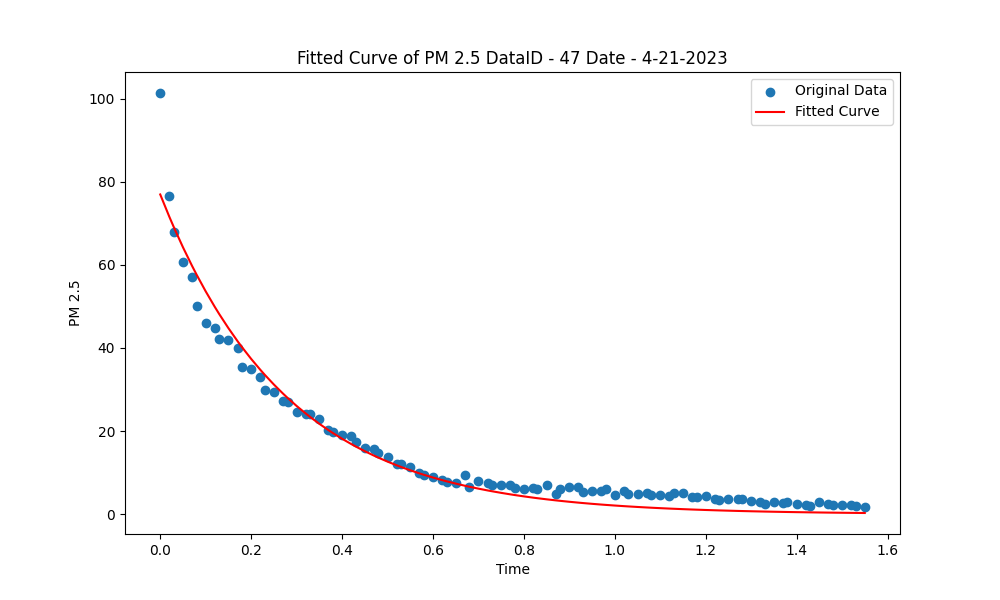 Fitted Curve of PM 2.5 DataID - 47 Date - 4-21-2023
Original Data
Fitted Curve
100
80
60
40
20
0
PM 2.5
0.0 0.2 0.4 0.6 0.8 1.0 1.2 1.4 1.6
Time